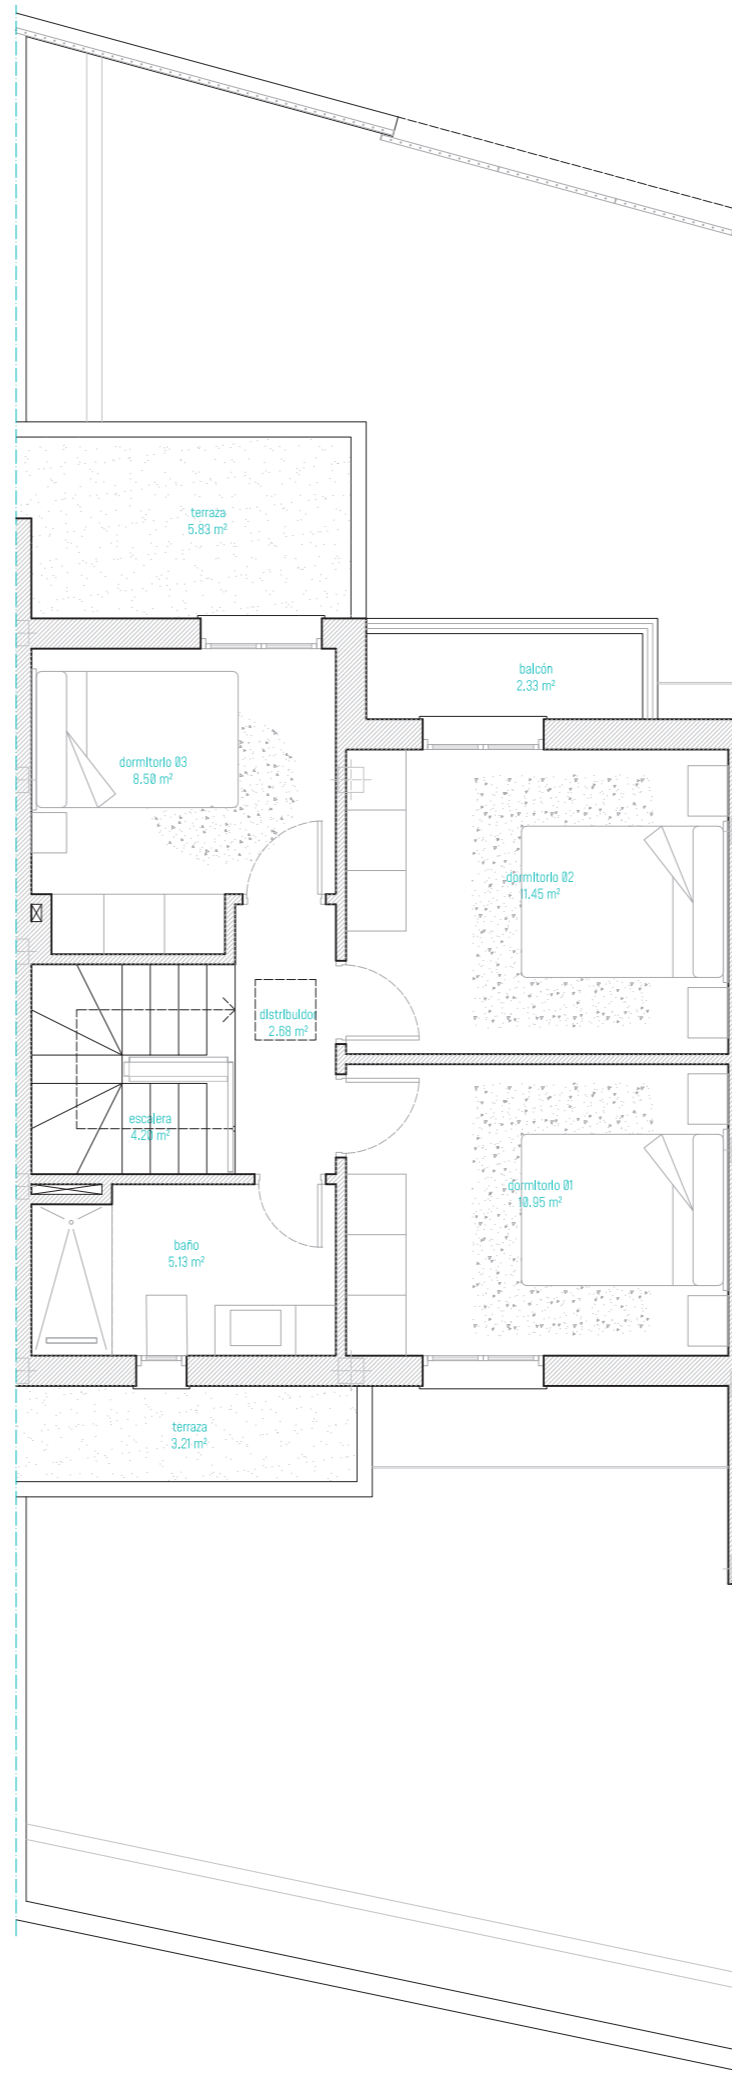 terraza
5.83 m²
balcón
2.33 m²
dormitorio 03
8.50 m²
dormitorio 02
11.45 m²
distribuidor
2.68 m²
escalera
4.20 m²
dormitorio 01
10.95 m²
baño
5.13 m²
terraza
3.21 m²